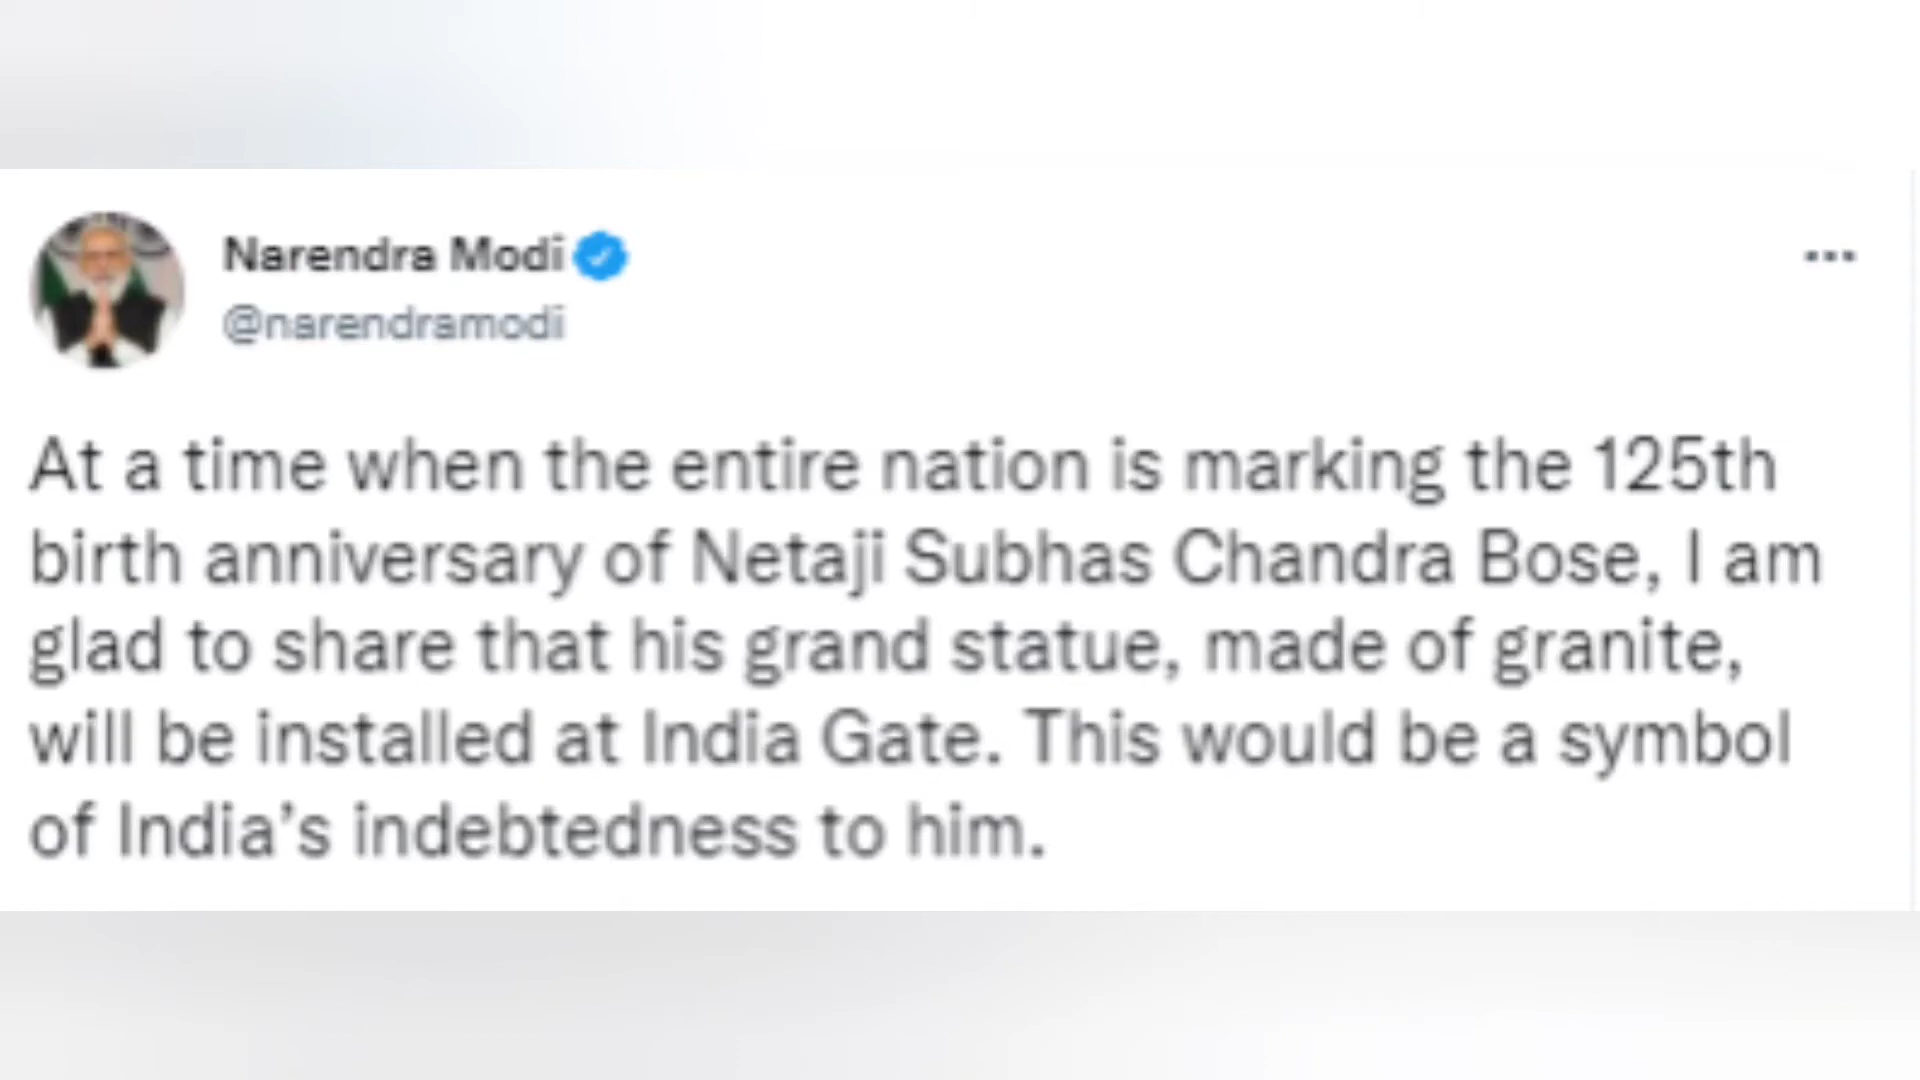 Narendra Modi
@narendramodi
At a time when the entire nation is marking the 125th
birth anniversary of Netaji Subhas Chandra Bose, I am
glad to share that his grand statue, made of granite,
will be installed at India Gate. This would be a symbol
of India’s indebtedness to him.